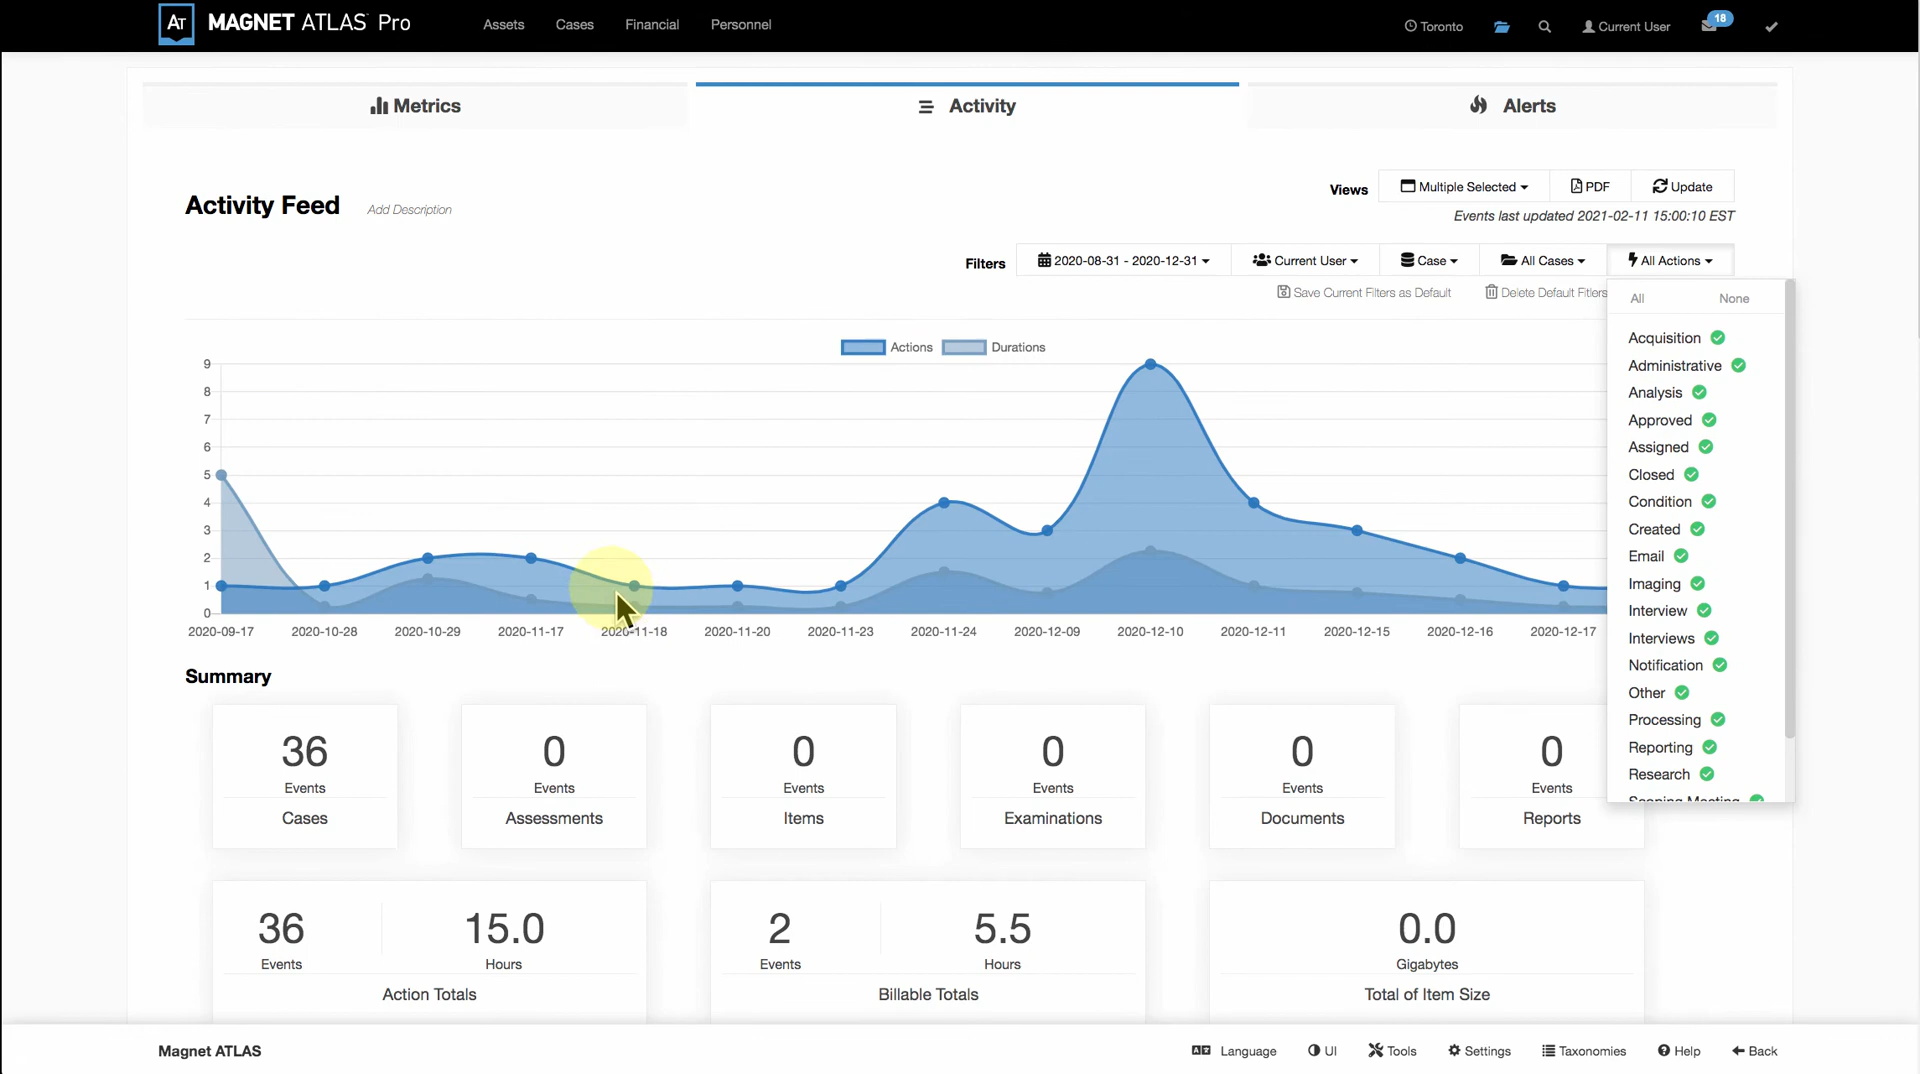 AT MAGNET ATLAS Pro Assets Cases Financial Personnel Toronto Current User 18
Metrics Activity Alerts
Activity Feed Add Description
Views Multiple Selected PDF Update
Events last updated 2021-02-11 15:00:10 EST
Filters 2020-08-31 - 2020-12-31 Current User Case All Cases All Actions
Save Current Filters as Default Delete Default Filters
All None
Acquisition
Administrative
Analysis
Approved
Assigned
Closed
Condition
Created
Email
Imaging
Interview
Interviews
Notification
Other
Processing
Reporting
Research
Scoping Meeting
Actions Durations
9
8
7
6
5
4
3
2
1
0
2020-09-17 2020-10-28 2020-10-29 2020-11-17 2020-11-18 2020-11-20 2020-11-23 2020-11-24 2020-12-09 2020-12-10 2020-12-11 2020-12-15 2020-12-16 2020-12-17
Summary
36 0 0 0 0 0
Events Events Events Events Events Events
Cases Assessments Items Examinations Documents Reports
36 15.0 2 5.5 0.0
Events Hours Events Hours Gigabytes
Action Totals Billable Totals Total of Item Size
Magnet ATLAS Language UI Tools Settings Taxonomies Help Back